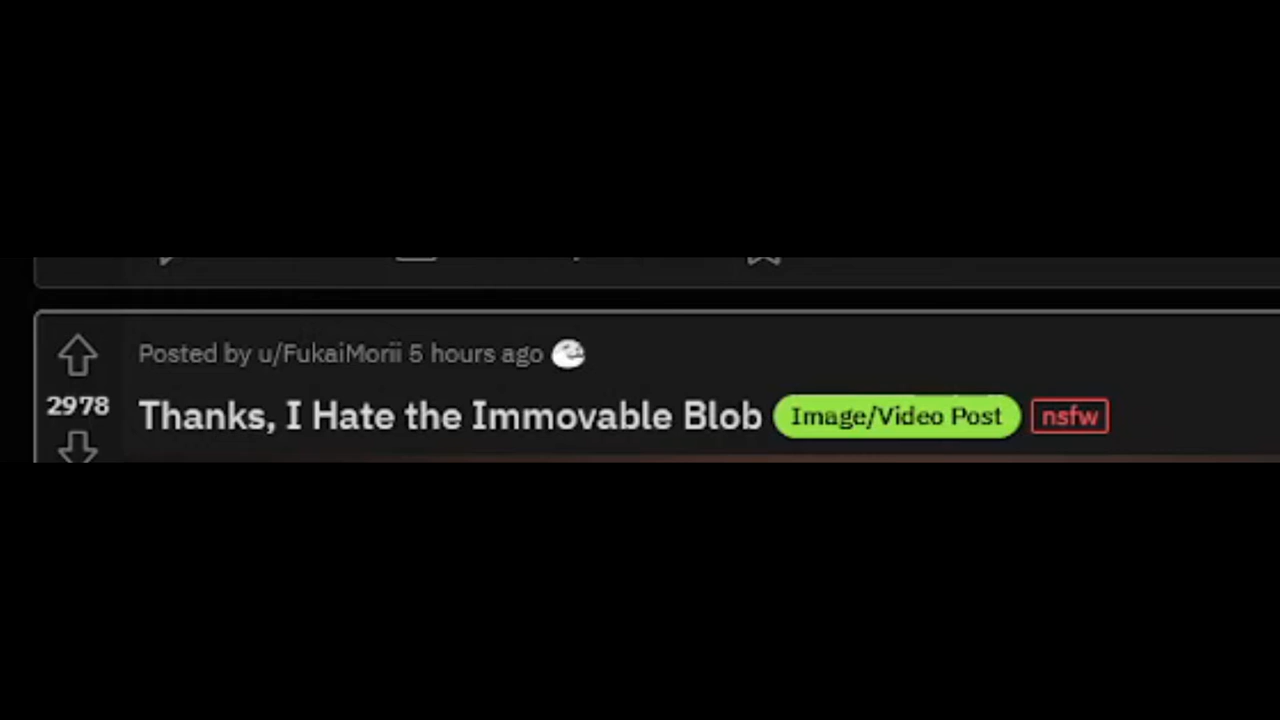 Posted by u/FukaiMorii 5 hours ago
2978
Thanks, I Hate the Immovable Blob Image/Video Post nsfw